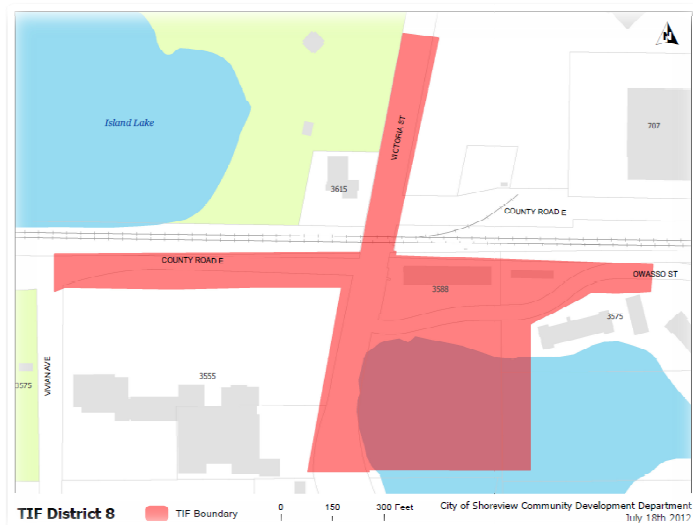 N
Island Lake
VICTORIA ST
707
3615
COUNTY ROAD E
COUNTY ROAD E
OWASSO ST
3588
3575
VIVIAN AVE
3575
3555
TIF District 8
TIF Boundary
0 150 300 Feet
City of Shoreview Community Development Department
July 18th 2012